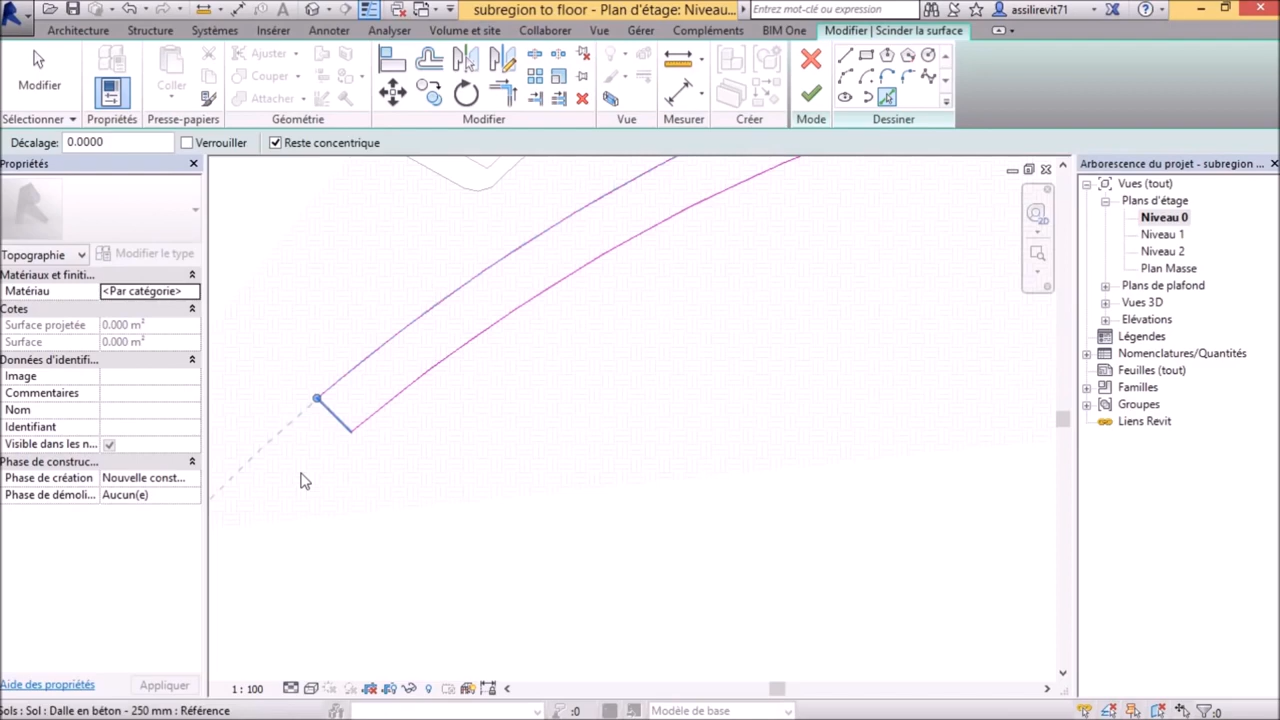 subregion to floor - Plan d'étage: Niveau...
Entrez mot-clé ou expression
assilirevit71
Architecture
Structure
Systèmes
Insérer
Annoter
Analyser
Volume et site
Collaborer
Vue
Gérer
Compléments
BIM One
Modifier | Scinder la surface
Modifier
Coller
Ajuster
Couper
Attacher
Sélectionner
Propriétés
Presse-papiers
Géométrie
Modifier
Vue
Mesurer
Créer
Mode
Dessiner
Décalage: 0.0000
Verrouiller
Reste concentrique
Propriétés
Topographie
Modifier le type
Matériaux et finiti...
Matériau <Par catégorie>
Cotes
Surface projetée 0.000 m²
Surface 0.000 m²
Données d'identifi...
Image
Commentaires
Nom
Identifiant
Visible dans les n...
Phase de construc...
Phase de création Nouvelle const...
Phase de démoli... Aucun(e)
Aide des propriétés
Appliquer
2D
Arborescence du projet - subregion ...
Vues (tout)
Plans d'étage
Niveau 0
Niveau 1
Niveau 2
Plan Masse
Plans de plafond
Vues 3D
Elévations
Légendes
Nomenclatures/Quantités
Feuilles (tout)
Familles
Groupes
Liens Revit
1 : 100
Sols : Sol : Dalle en béton - 250 mm : Référence
:0
Modèle de base
:0